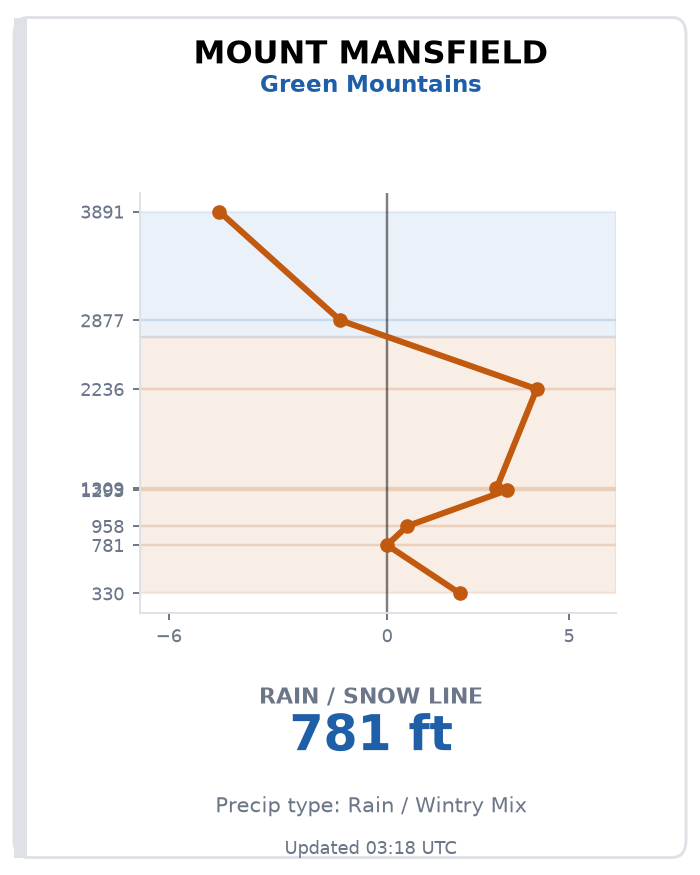 MOUNT MANSFIELD
Green Mountains
3891
2877
2236
958
781
330
−6 0 5
RAIN / SNOW LINE
781 ft
Precip type: Rain / Wintry Mix
Updated 03:18 UTC